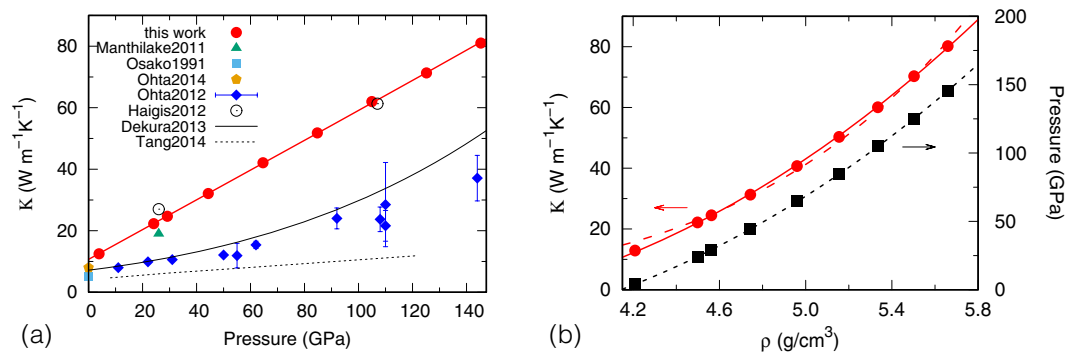 this work
Manthilake2011
Osako1991
Ohta2014
Ohta2012
Haigis2012
Dekura2013
Tang2014
80
60
40
20
0
0 20 40 60 80 100 120 140
K (W m⁻¹K⁻¹)
Pressure (GPa)
(a)
80
60
40
20
0
4.2 4.6 5.0 5.4 5.8
K (W m⁻¹K⁻¹)
ρ (g/cm³)
200
150
100
50
0
Pressure (GPa)
(b)